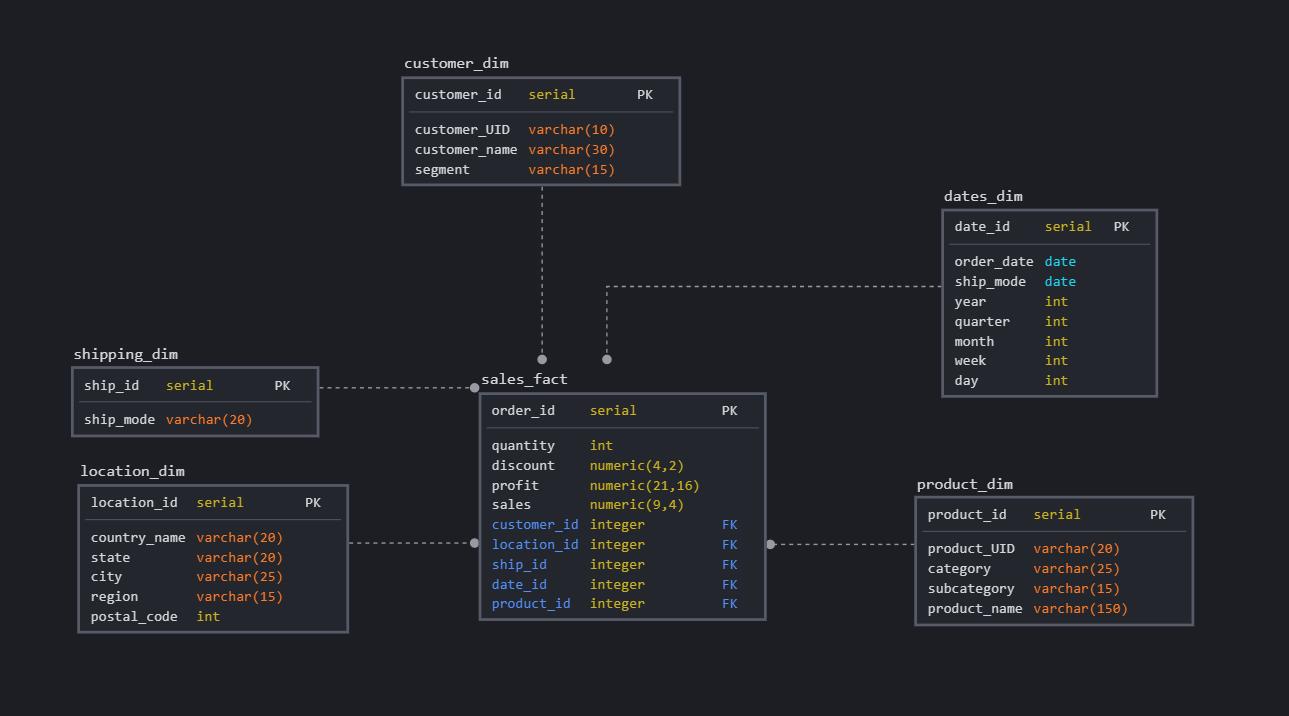 customer_dim
customer_id serial PK
customer_UID varchar(10)
customer_name varchar(30)
segment varchar(15)
dates_dim
date_id serial PK
order_date date
ship_mode date
year int
quarter int
month int
week int
day int
shipping_dim
ship_id serial PK
ship_mode varchar(20)
sales_fact
order_id serial PK
quantity int
discount numeric(4,2)
profit numeric(21,16)
sales numeric(9,4)
customer_id integer FK
location_id integer FK
ship_id integer FK
date_id integer FK
product_id integer FK
location_dim
location_id serial PK
country_name varchar(20)
state varchar(20)
city varchar(25)
region varchar(15)
postal_code int
product_dim
product_id serial PK
product_UID varchar(20)
category varchar(25)
subcategory varchar(15)
product_name varchar(150)